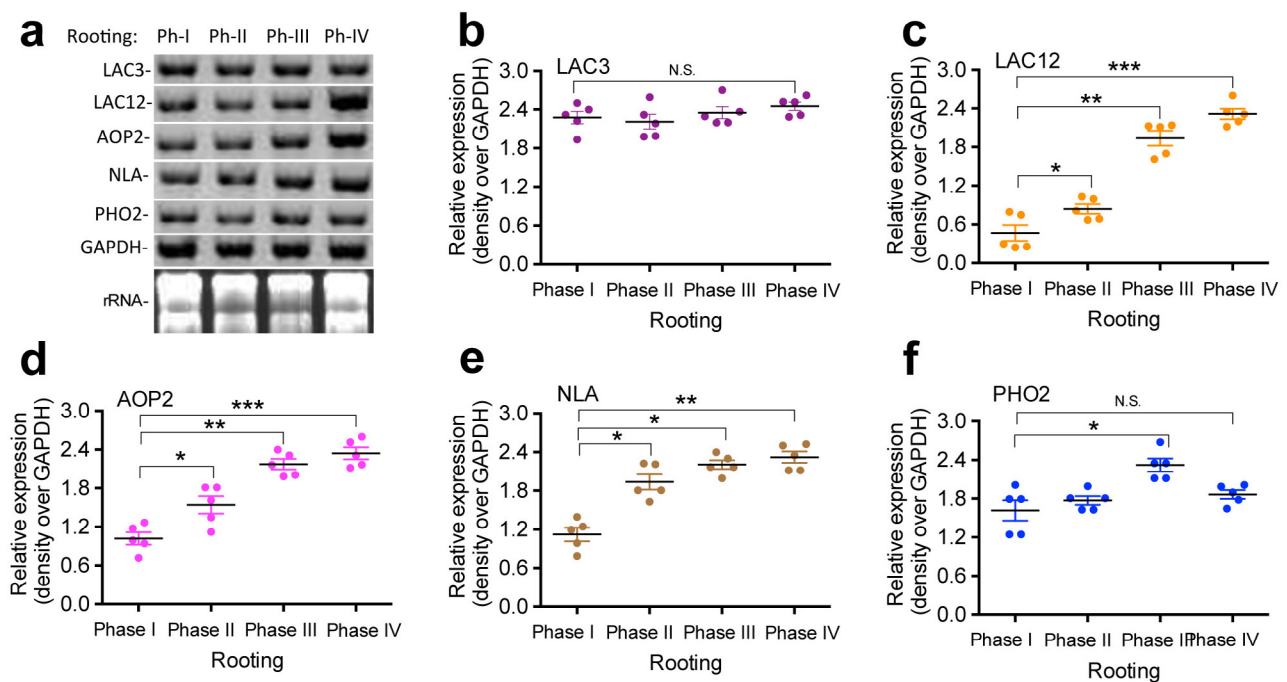 a
Rooting: Ph-I Ph-II Ph-III Ph-IV
LAC3-
LAC12-
AOP2-
NLA-
PHO2-
GAPDH-
rRNA-
b
LAC3
N.S.
Relative expression
(density over GAPDH)
3.0
2.4
1.8
1.2
0.6
0.0
Phase I Phase II Phase III Phase IV
Rooting
c
LAC12
***
**
*
Relative expression
(density over GAPDH)
3.0
2.4
1.8
1.2
0.6
0.0
Phase I Phase II Phase III Phase IV
Rooting
d
AOP2
***
**
*
Relative expression
(density over GAPDH)
3.0
2.4
1.8
1.2
0.6
0.0
Phase I Phase II Phase III Phase IV
Rooting
e
NLA
**
*
*
Relative expression
(density over GAPDH)
3.0
2.4
1.8
1.2
0.6
0.0
Phase I Phase II Phase III Phase IV
Rooting
f
PHO2
N.S.
*
Relative expression
(density over GAPDH)
3.0
2.4
1.8
1.2
0.6
0.0
Phase I Phase II Phase III Phase IV
Rooting